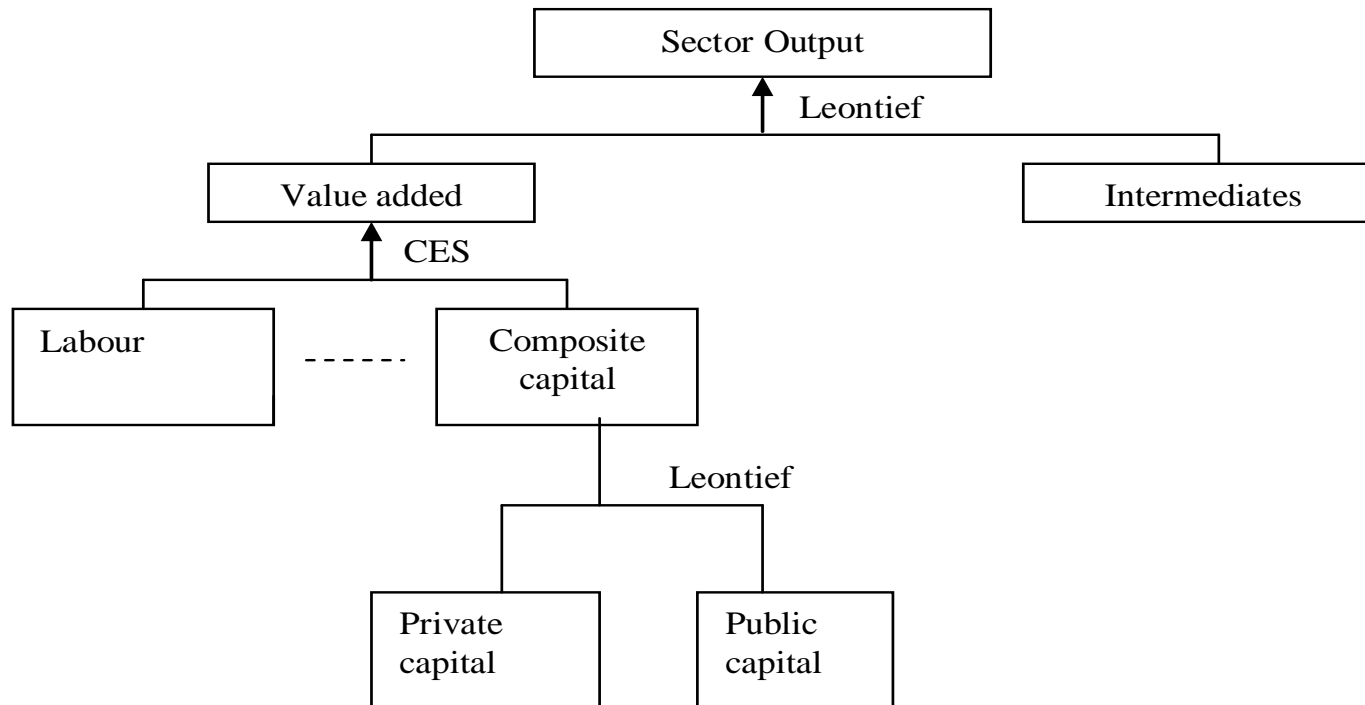 Sector Output
Leontief
Value added
Intermediates
CES
Labour
Composite
capital
Leontief
Private
capital
Public
capital